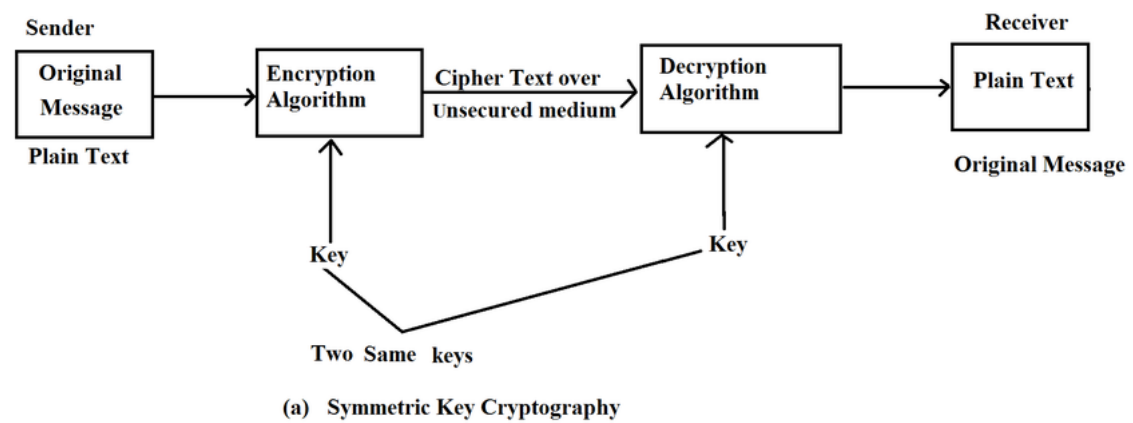 Sender
Original
Message
Plain Text
Encryption
Algorithm
Cipher Text over
Unsecured medium
Decryption
Algorithm
Receiver
Plain Text
Original Message
Key
Key
Two Same keys
(a) Symmetric Key Cryptography